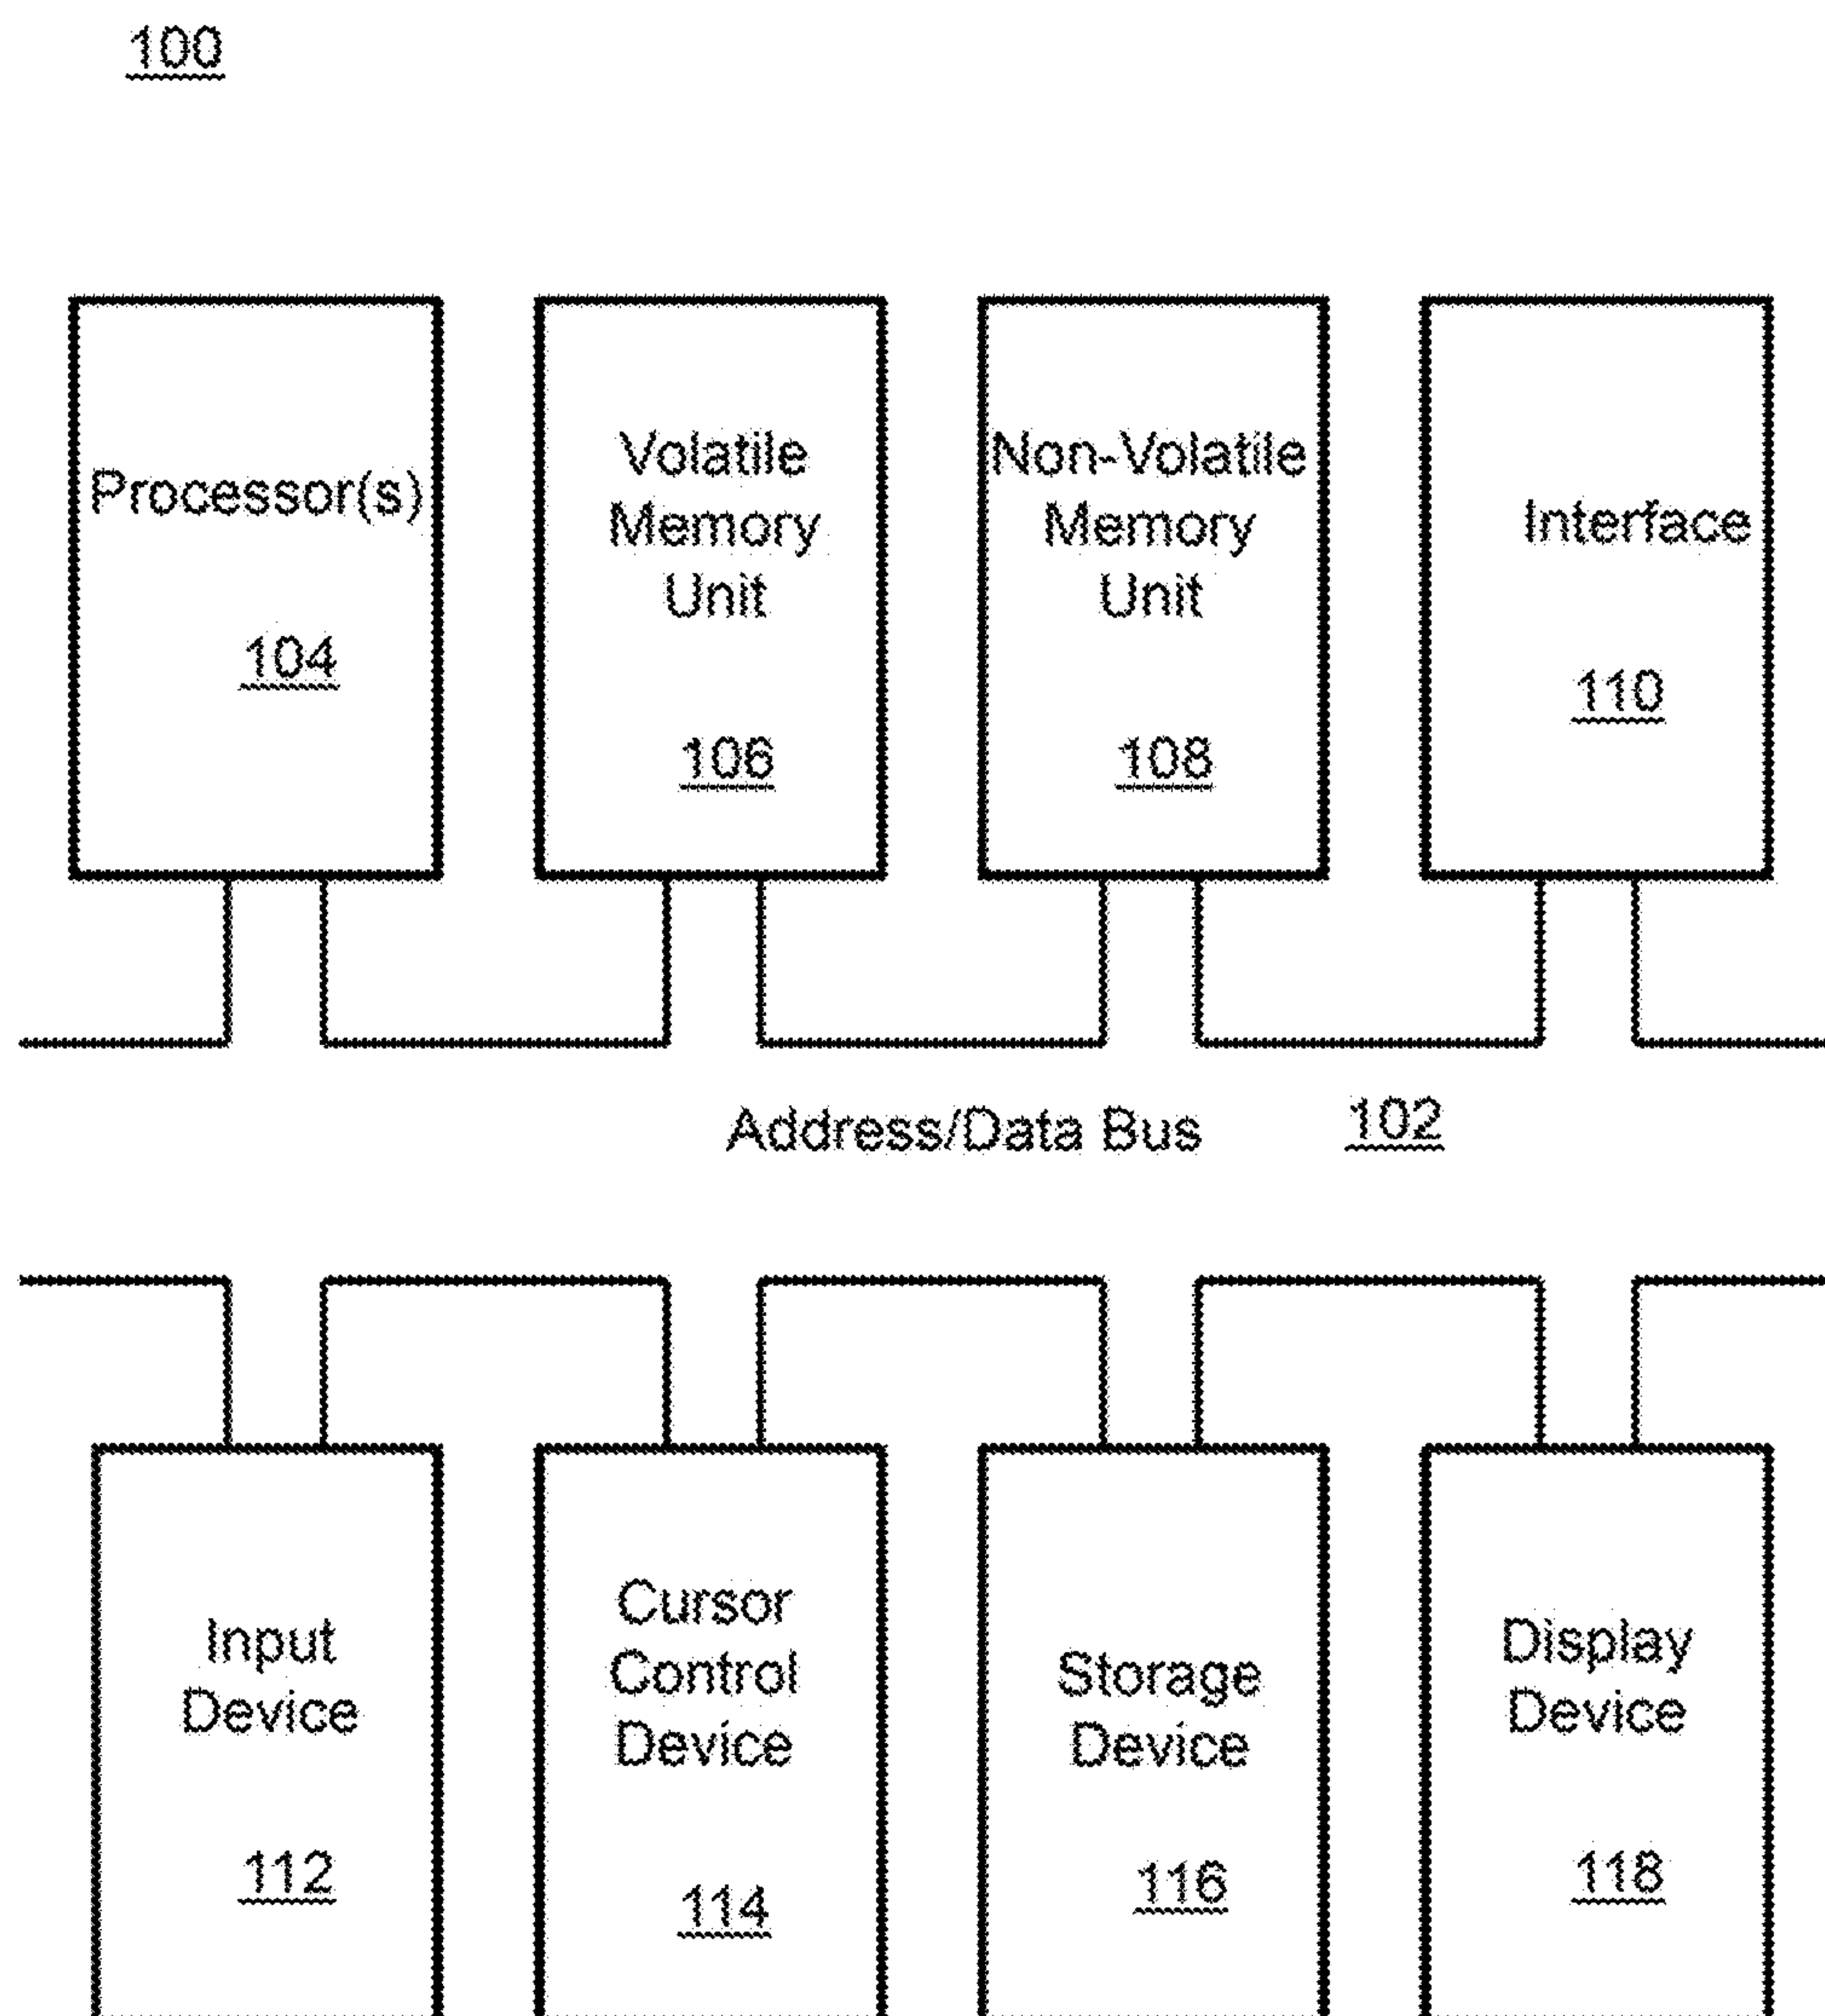 100
Processor(s)
104
Volatile
Memory
Unit
106
Non-Volatile
Memory
Unit
108
Interface
110
Address/Data Bus 102
Input
Device
112
Cursor
Control
Device
114
Storage
Device
116
Display
Device
118